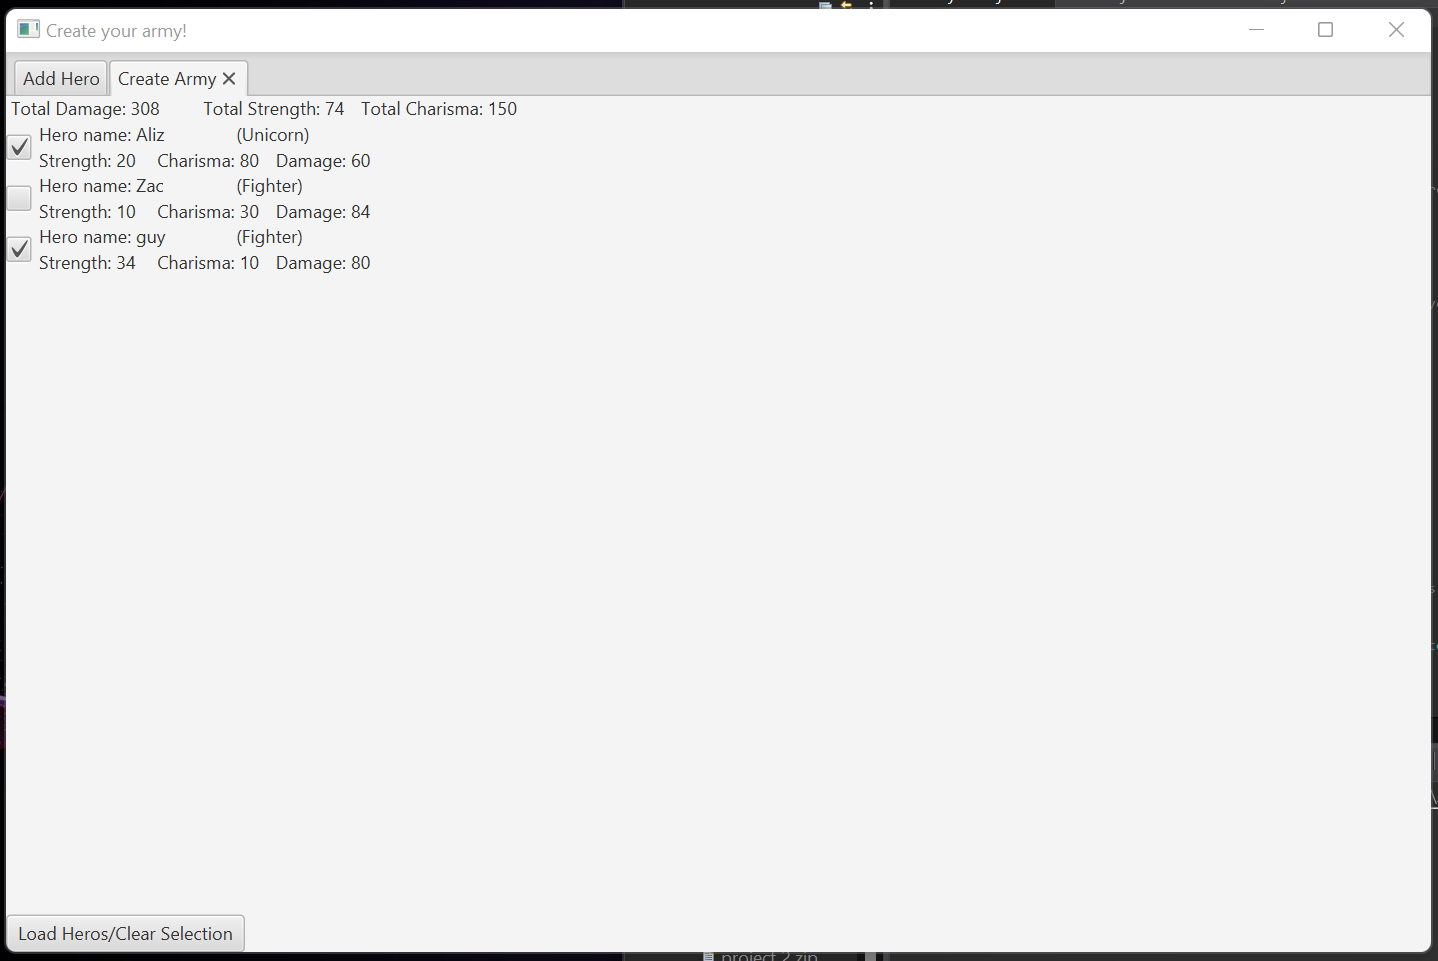 Create your army!
Add Hero Create Army
Total Damage: 308 Total Strength: 74 Total Charisma: 150
Hero name: Aliz (Unicorn)
Strength: 20 Charisma: 80 Damage: 60
Hero name: Zac (Fighter)
Strength: 10 Charisma: 30 Damage: 84
Hero name: guy (Fighter)
Strength: 34 Charisma: 10 Damage: 80
Load Heros/Clear Selection
project 2.zip